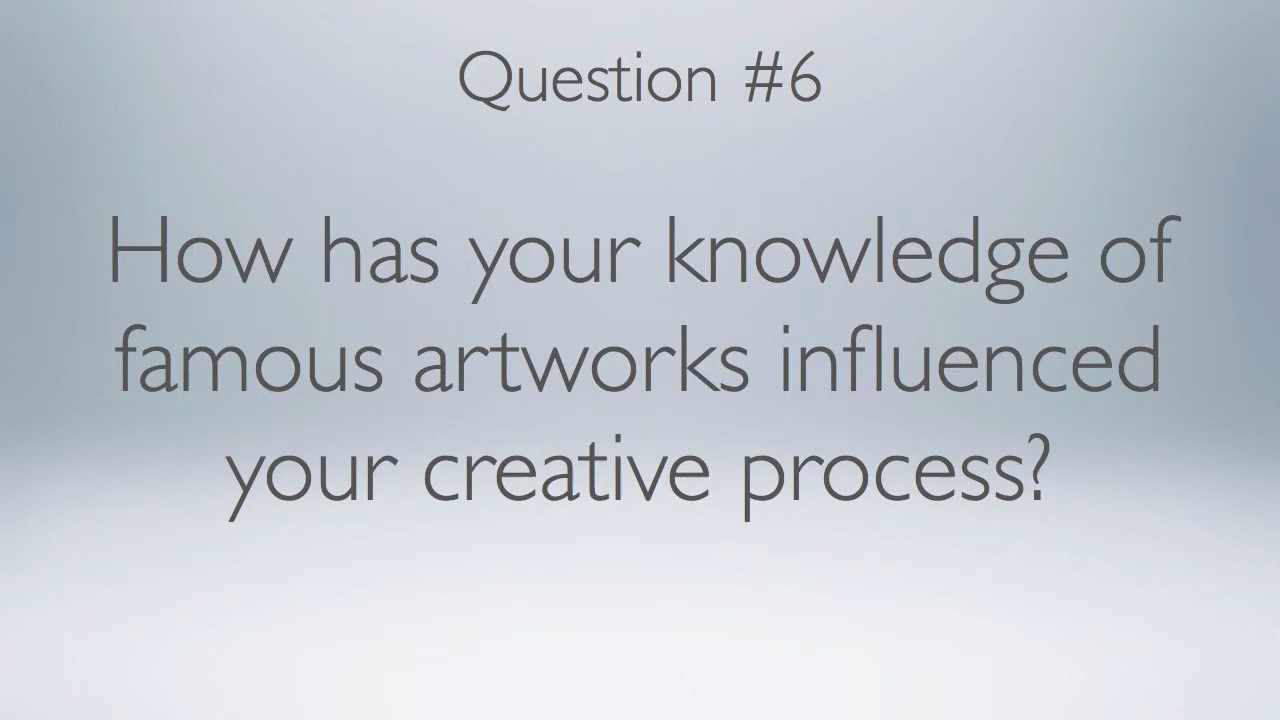 Question #6
How has your knowledge of
famous artworks influenced
your creative process?